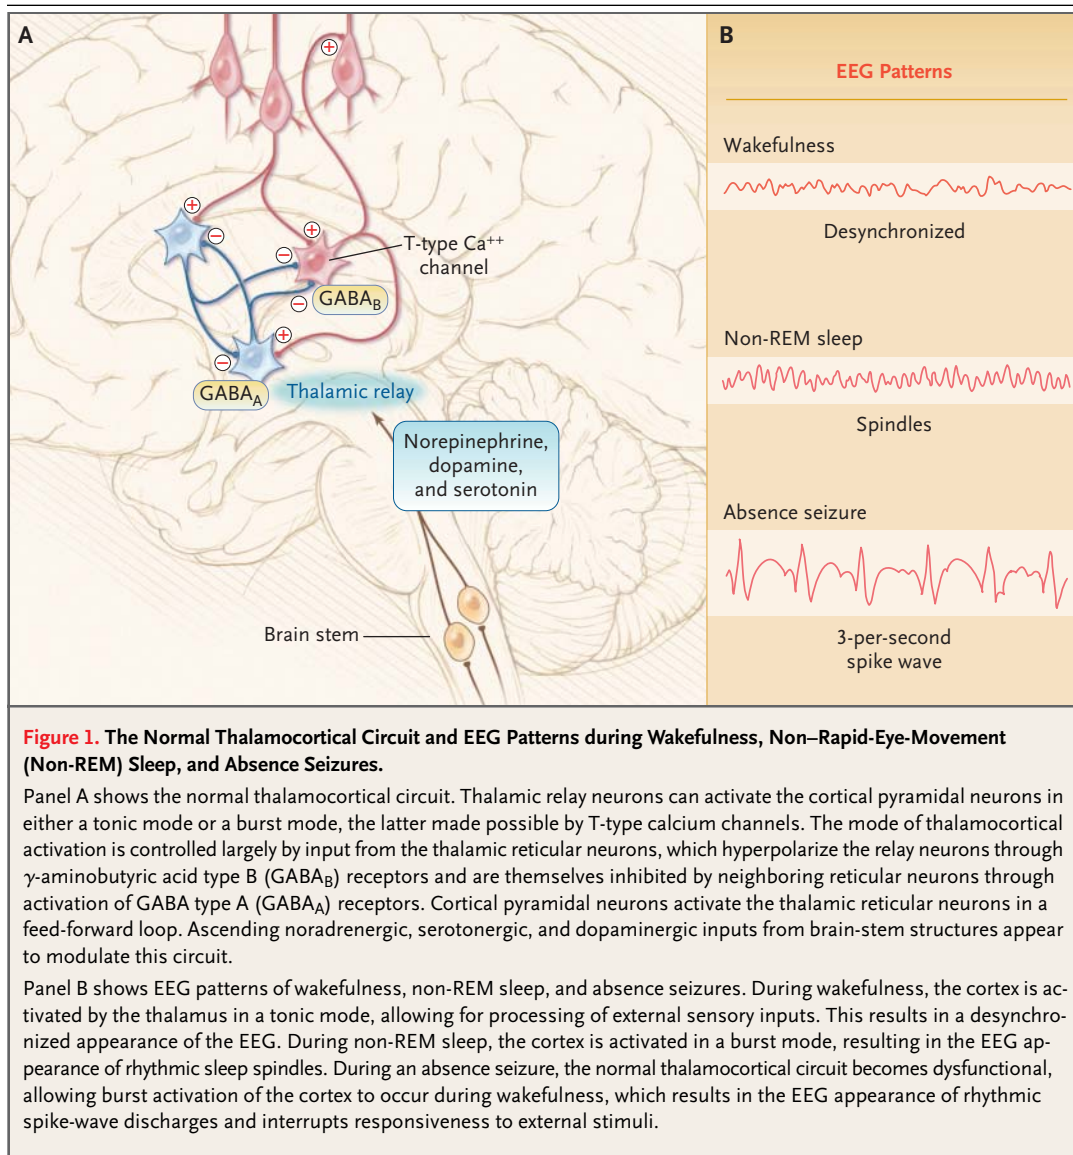 A
T-type Ca++
channel
GABAB
GABAA
Thalamic relay
Norepinephrine,
dopamine,
and serotonin
Brain stem
B
EEG Patterns
Wakefulness
Desynchronized
Non-REM sleep
Spindles
Absence seizure
3-per-second
spike wave
Figure 1. The Normal Thalamocortical Circuit and EEG Patterns during Wakefulness, Non–Rapid-Eye-Movement
(Non-REM) Sleep, and Absence Seizures.
Panel A shows the normal thalamocortical circuit. Thalamic relay neurons can activate the cortical pyramidal neurons in
either a tonic mode or a burst mode, the latter made possible by T-type calcium channels. The mode of thalamocortical
activation is controlled largely by input from the thalamic reticular neurons, which hyperpolarize the relay neurons through
γ-aminobutyric acid type B (GABAB) receptors and are themselves inhibited by neighboring reticular neurons through
activation of GABA type A (GABAA) receptors. Cortical pyramidal neurons activate the thalamic reticular neurons in a
feed-forward loop. Ascending noradrenergic, serotonergic, and dopaminergic inputs from brain-stem structures appear
to modulate this circuit.
Panel B shows EEG patterns of wakefulness, non-REM sleep, and absence seizures. During wakefulness, the cortex is ac-
tivated by the thalamus in a tonic mode, allowing for processing of external sensory inputs. This results in a desynchro-
nized appearance of the EEG. During non-REM sleep, the cortex is activated in a burst mode, resulting in the EEG ap-
pearance of rhythmic sleep spindles. During an absence seizure, the normal thalamocortical circuit becomes dysfunctional,
allowing burst activation of the cortex to occur during wakefulness, which results in the EEG appearance of rhythmic
spike-wave discharges and interrupts responsiveness to external stimuli.